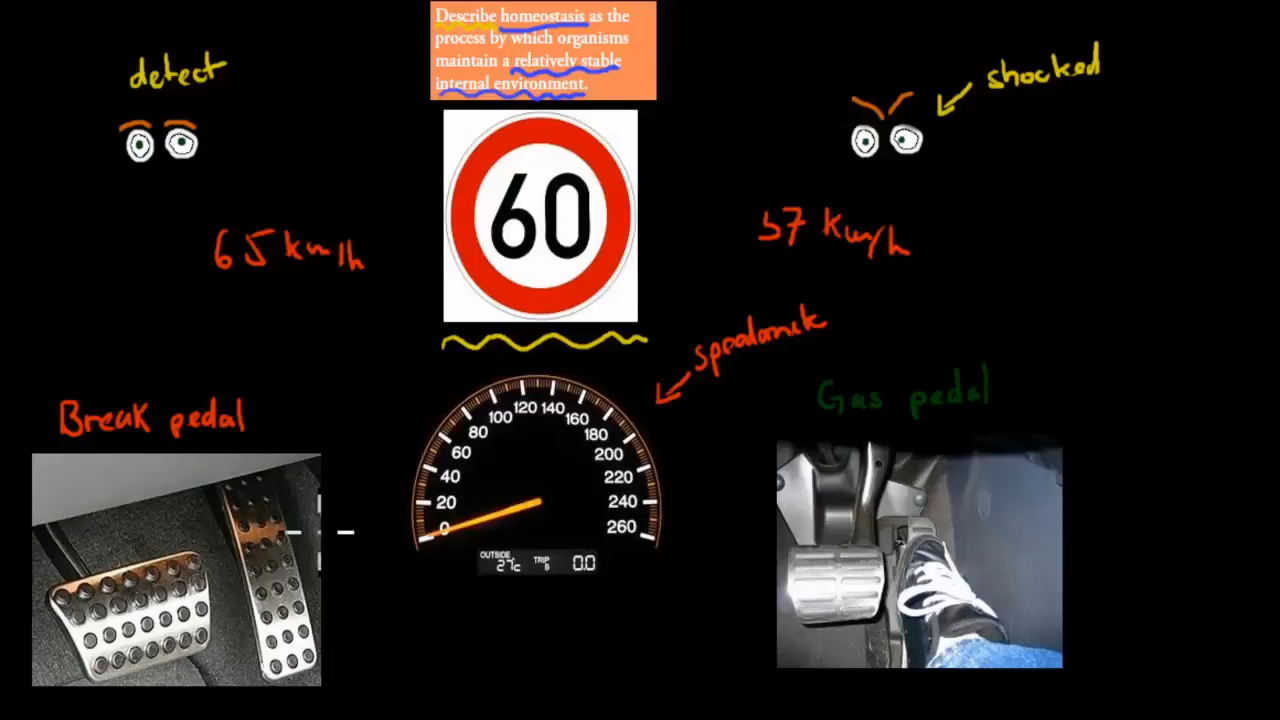 Describe homeostasis as the
process by which organisms
maintain a relatively stable
internal environment.
detect
shocked
60
65 km/h
57 km/h
Break pedal
Gas pedal
0
20
40
60
80
100
120
140
160
180
200
220
240
260
OUTSIDE
27°C
TRIP
B
0.0